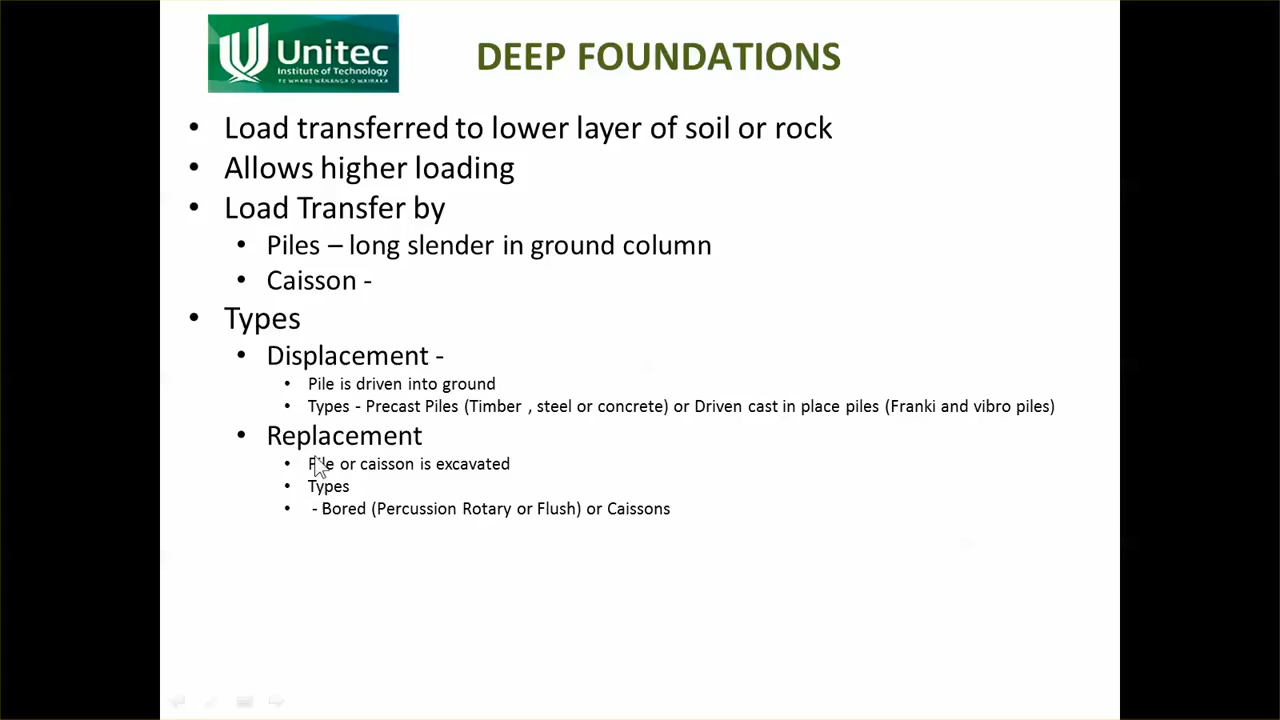 Unitec
Institute of Technology
TE WHARE WĀNANGA O WAIRAKA
DEEP FOUNDATIONS
• Load transferred to lower layer of soil or rock
• Allows higher loading
• Load Transfer by
• Piles – long slender in ground column
• Caisson -
• Types
• Displacement -
• Pile is driven into ground
• Types - Precast Piles (Timber , steel or concrete) or Driven cast in place piles (Franki and vibro piles)
• Replacement
• Pile or caisson is excavated
• Types
• - Bored (Percussion Rotary or Flush) or Caissons